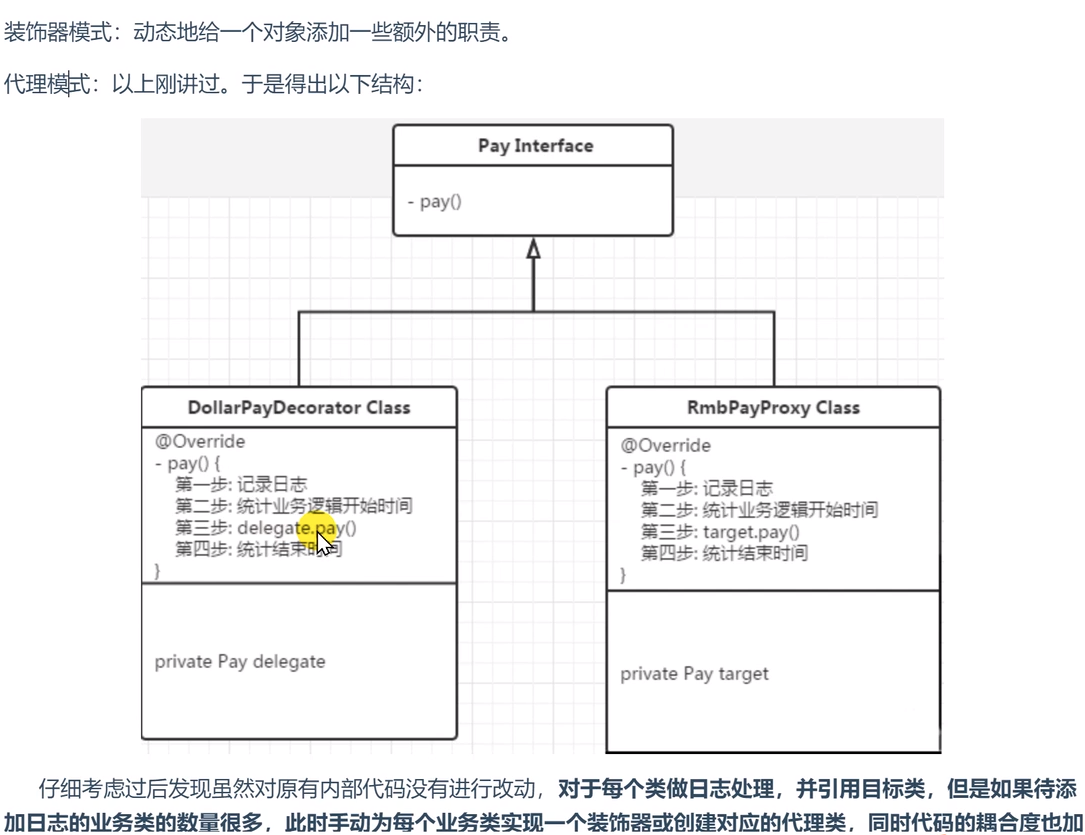 装饰器模式：动态地给一个对象添加一些额外的职责。
代理模式：以上刚讲过。于是得出以下结构：
Pay Interface
- pay()
DollarPayDecorator Class
@Override
- pay() {
第一步: 记录日志
第二步: 统计业务逻辑开始时间
第三步: delegate.pay()
第四步: 统计结束时间
}
private Pay delegate
RmbPayProxy Class
@Override
- pay() {
第一步: 记录日志
第二步: 统计业务逻辑开始时间
第三步: target.pay()
第四步: 统计结束时间
}
private Pay target
仔细考虑过后发现虽然对原有内部代码没有进行改动，对于每个类做日志处理，并引用目标类，但是如果待添
加日志的业务类的数量很多，此时手动为每个业务类实现一个装饰器或创建对应的代理类，同时代码的耦合度也加